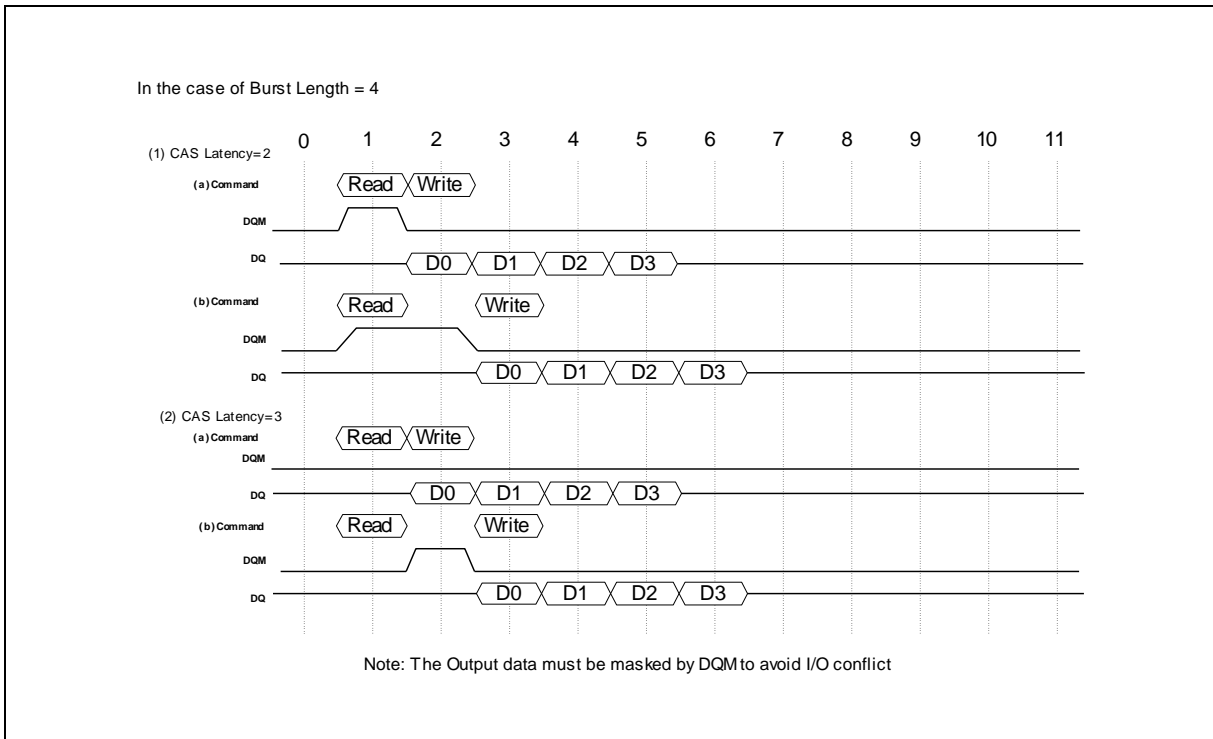 In the case of Burst Length = 4
0 1 2 3 4 5 6 7 8 9 10 11
(1) CAS Latency=2
(a)Command Read Write
DQM
DQ D0 D1 D2 D3
(b)Command Read Write
DQM
DQ D0 D1 D2 D3
(2) CAS Latency=3
(a)Command Read Write
DQM
DQ D0 D1 D2 D3
(b)Command Read Write
DQM
DQ D0 D1 D2 D3
Note: The Output data must be masked by DQM to avoid I/O conflict